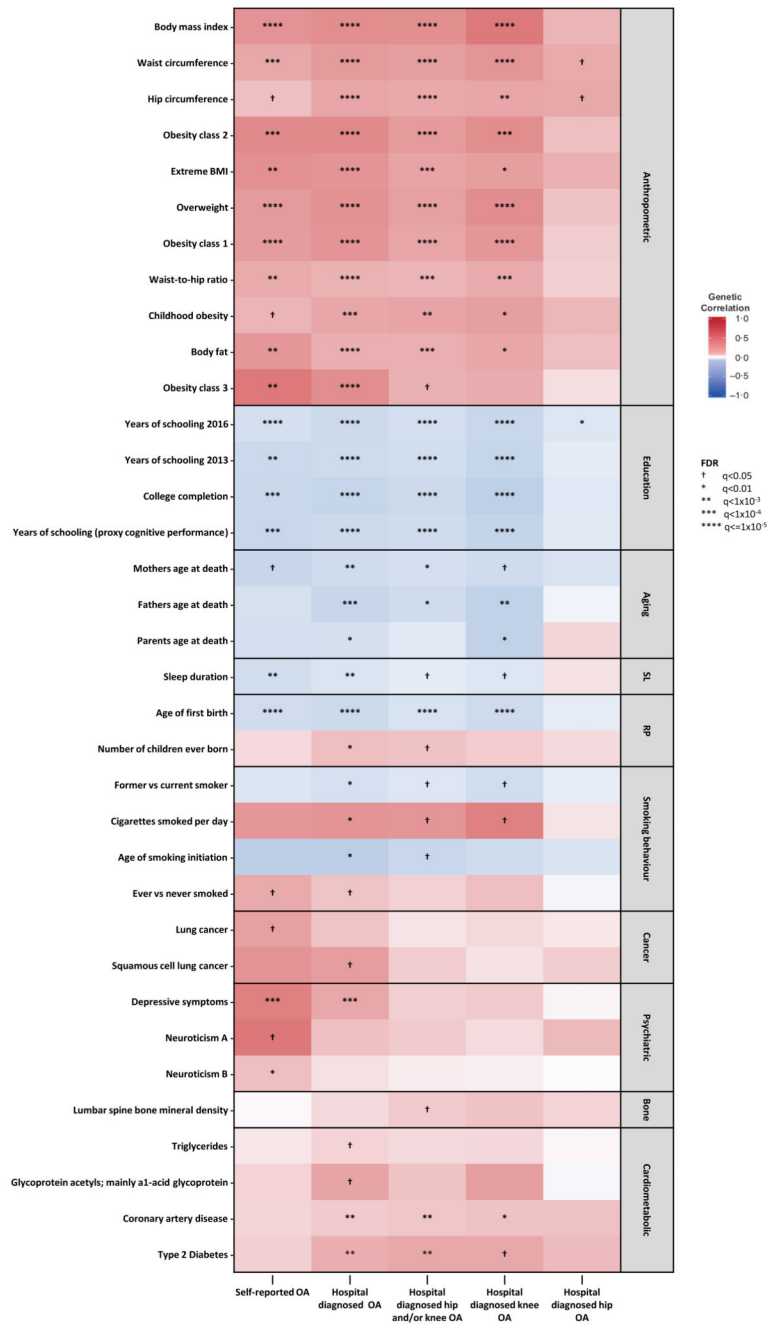 Body mass index **** **** **** ****
Waist circumference *** **** **** **** †
Hip circumference † **** **** ** †
Obesity class 2 *** **** **** ***
Extreme BMI ** **** *** *
Overweight **** **** **** ****
Obesity class 1 **** **** **** ****
Waist-to-hip ratio ** **** *** ***
Childhood obesity † *** ** *
Body fat ** **** *** *
Obesity class 3 ** **** †
Anthropometric
Years of schooling 2016 **** **** **** **** *
Years of schooling 2013 ** **** **** ****
College completion *** **** **** ****
Years of schooling (proxy cognitive performance) *** **** **** ****
Education
Mothers age at death † ** * †
Fathers age at death *** * **
Parents age at death * *
Aging
Sleep duration ** ** † †
SL
Age of first birth **** **** **** ****
Number of children ever born * †
RP
Former vs current smoker * † †
Cigarettes smoked per day * † †
Age of smoking initiation * †
Ever vs never smoked † †
Smoking behaviour
Lung cancer †
Squamous cell lung cancer †
Cancer
Depressive symptoms *** ***
Neuroticism A †
Neuroticism B *
Psychiatric
Lumbar spine bone mineral density †
Bone
Triglycerides †
Glycoprotein acetyls; mainly a1-acid glycoprotein †
Coronary artery disease ** ** *
Type 2 Diabetes ** ** †
Cardiometabolic
Self-reported OA
Hospital
diagnosed OA
Hospital
diagnosed hip
and/or knee OA
Hospital
diagnosed knee
OA
Hospital
diagnosed hip
OA
Genetic
Correlation
1·0
0·5
0·0
−0·5
−1·0
FDR
† q<0.05
* q<0.01
** q<1x10-3
*** q<1x10-4
**** q<=1x10-5